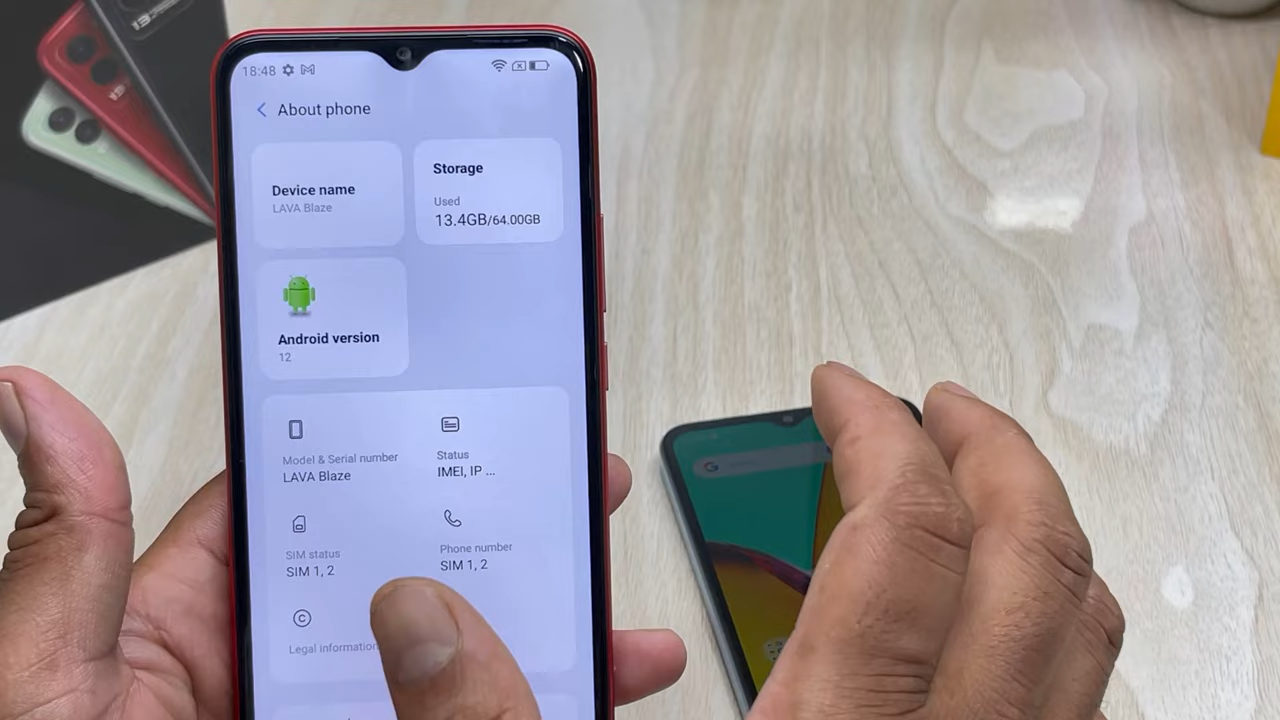 18:48
About phone
Device name
LAVA Blaze
Storage
Used
13.4GB/64.00GB
Android version
12
Model & Serial number
LAVA Blaze
Status
IMEI, IP ...
SIM status
SIM 1, 2
Phone number
SIM 1, 2
Legal information